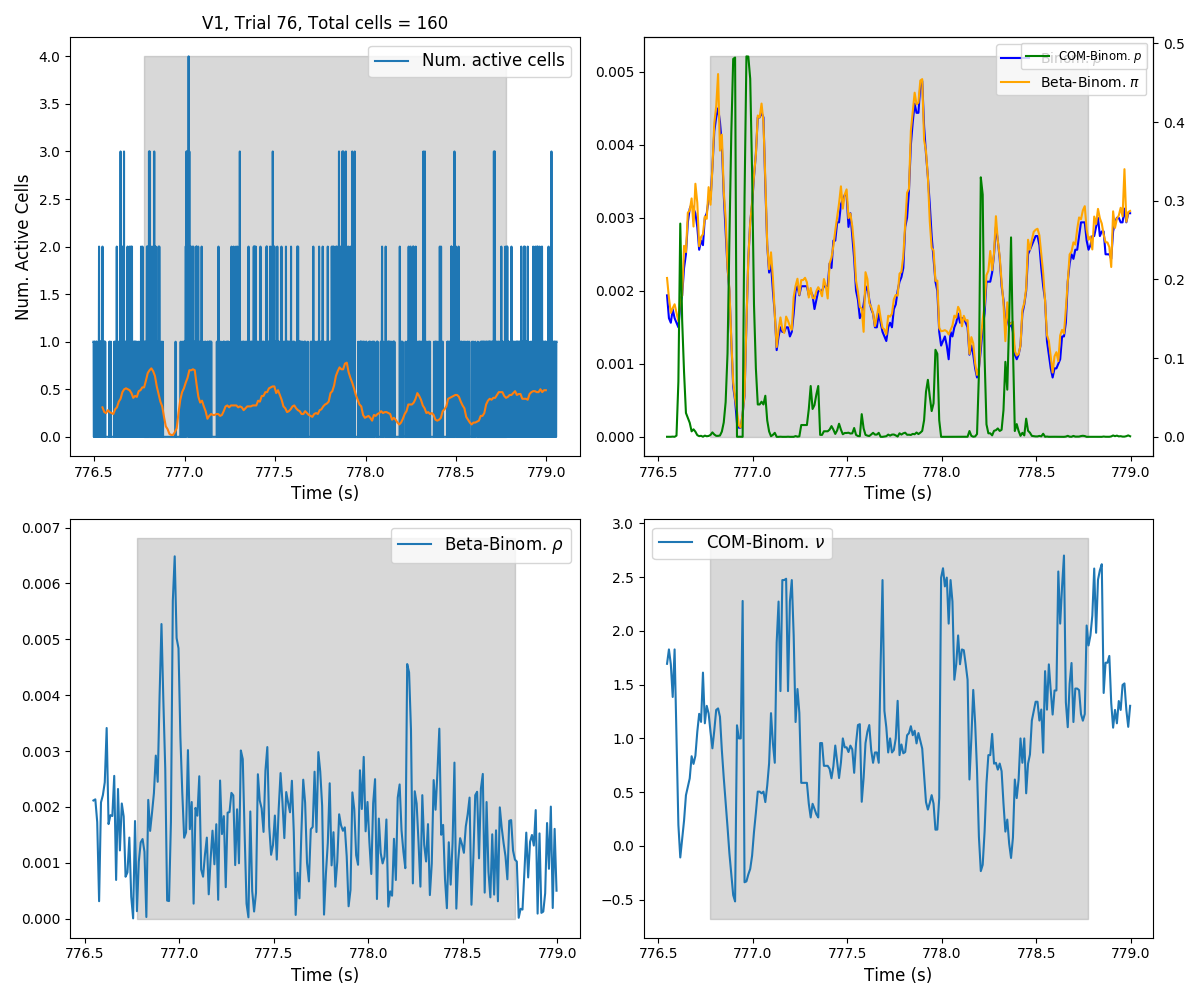 V1, Trial 76, Total cells = 160
Num. Active Cells
4.0
3.5
3.0
2.5
2.0
1.5
1.0
0.5
0.0
Num. active cells
776.5 777.0 777.5 778.0 778.5 779.0
Time (s)
0.005
0.004
0.003
0.002
0.001
0.000
COM-Binom. p
Beta-Binom. π
0.5
0.4
0.3
0.2
0.1
0.0
776.5 777.0 777.5 778.0 778.5 779.0
Time (s)
0.007
0.006
0.005
0.004
0.003
0.002
0.001
0.000
Beta-Binom. ρ
776.5 777.0 777.5 778.0 778.5 779.0
Time (s)
3.0
2.5
2.0
1.5
1.0
0.5
0.0
−0.5
COM-Binom. ν
776.5 777.0 777.5 778.0 778.5 779.0
Time (s)